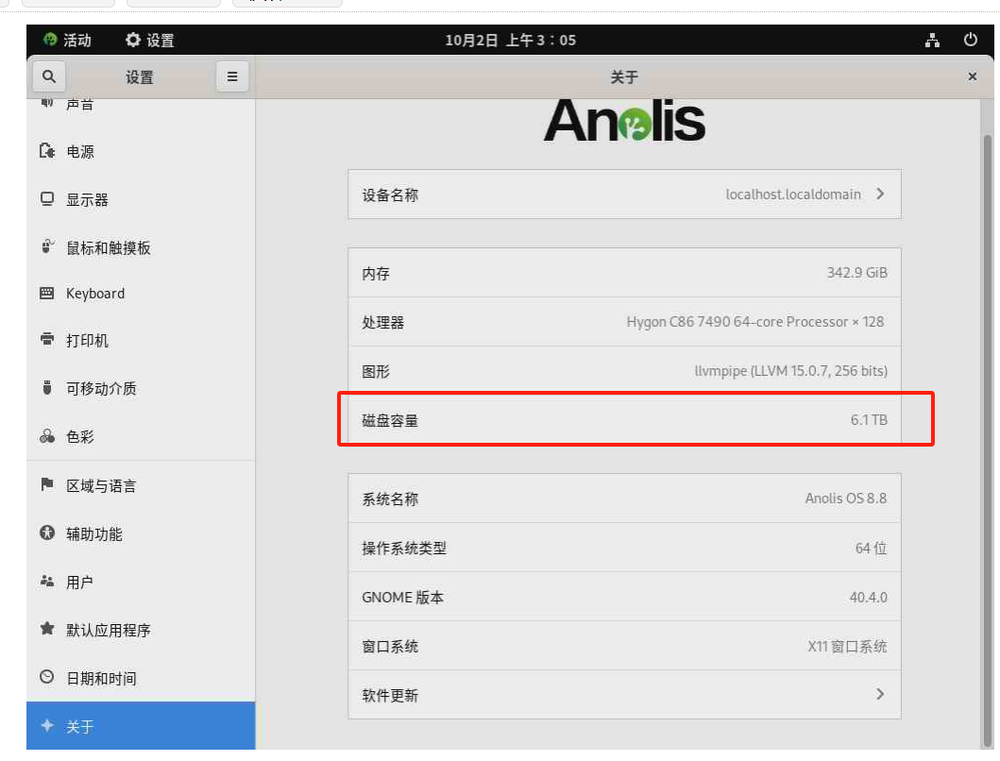 活动 设置 10月2日 上午 3：05
设置 关于
声音
电源
显示器
鼠标和触摸板
Keyboard
打印机
可移动介质
色彩
区域与语言
辅助功能
用户
默认应用程序
日期和时间
关于
Anolis
设备名称 localhost.localdomain
内存 342.9 GiB
处理器 Hygon C86 7490 64-core Processor × 128
图形 llvmpipe (LLVM 15.0.7, 256 bits)
磁盘容量 6.1 TB
系统名称 Anolis OS 8.8
操作系统类型 64 位
GNOME 版本 40.4.0
窗口系统 X11 窗口系统
软件更新